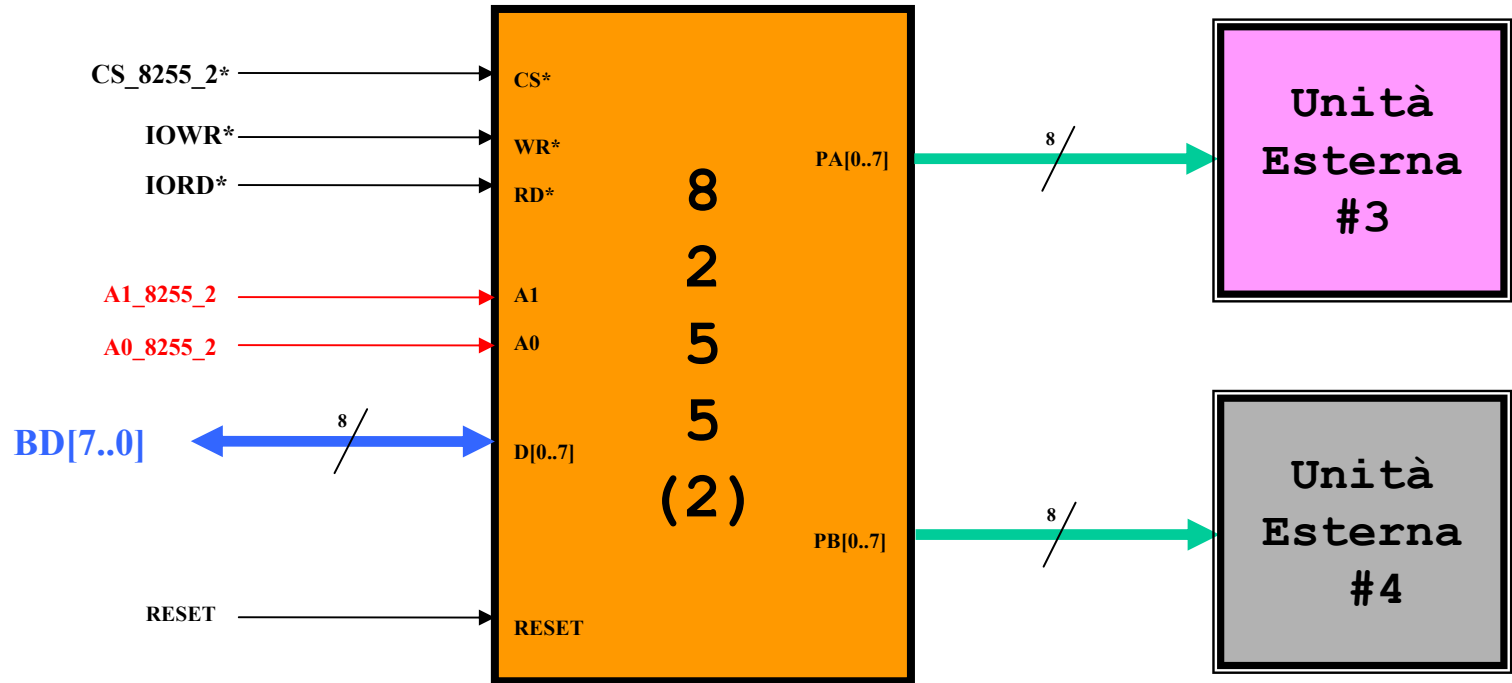 CS_8255_2*
IOWR*
IORD*
A1_8255_2
A0_8255_2
BD[7..0]
8
RESET
CS*
WR*
RD*
A1
A0
D[0..7]
RESET
8
2
5
5
(2)
PA[0..7]
PB[0..7]
8
8
Unità
Esterna
#3
Unità
Esterna
#4